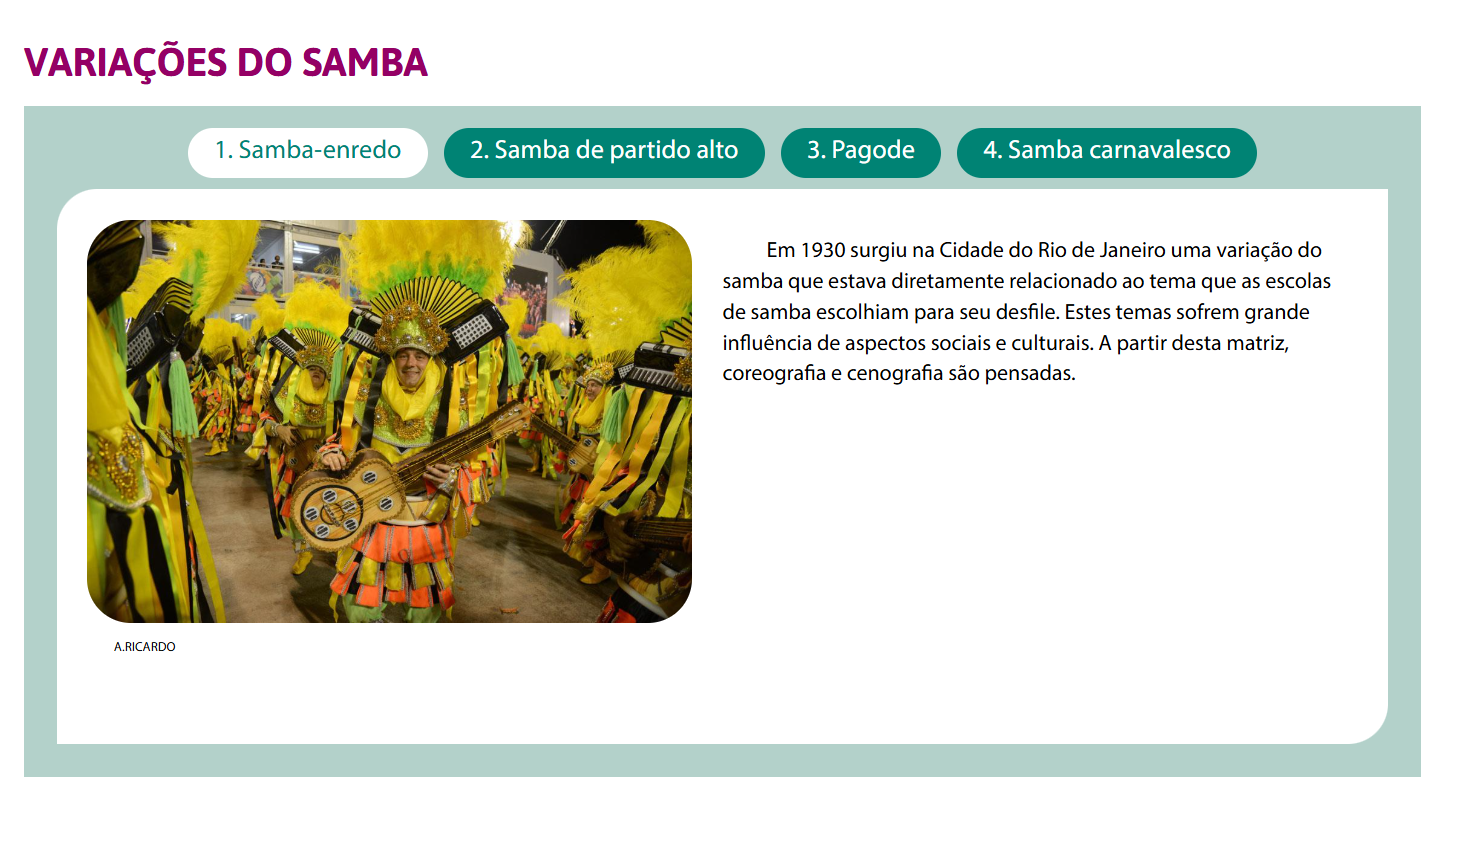 VARIAÇÕES DO SAMBA
1. Samba-enredo
2. Samba de partido alto
3. Pagode
4. Samba carnavalesco
Em 1930 surgiu na Cidade do Rio de Janeiro uma variação do
samba que estava diretamente relacionado ao tema que as escolas
de samba escolhiam para seu desfile. Estes temas sofrem grande
influência de aspectos sociais e culturais. A partir desta matriz,
coreografia e cenografia são pensadas.
A.RICARDO